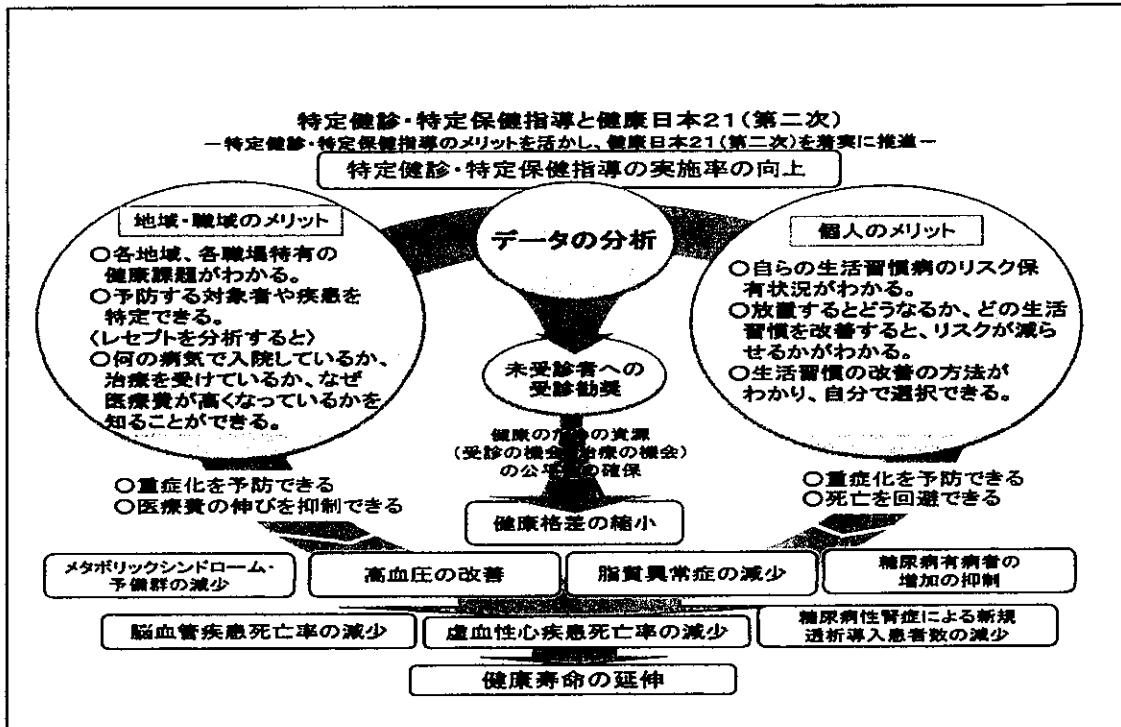 特定健診・特定保健指導と健康日本21(第二次)
－特定健診・特定保健指導のメリットを活かし、健康日本21(第二次)を着実に推進－
特定健診・特定保健指導の実施率の向上
地域・職域のメリット
○各地域、各職場特有の
健康課題がわかる。
○予防する対象者や疾患を
特定できる。
〈レセプトを分析すると〉
○何の病気で入院しているか、
治療を受けているか、なぜ
医療費が高くなっているかを
知ることができる。
データの分析
個人のメリット
○自らの生活習慣病のリスク保
有状況がわかる。
○放置するとどうなるか、どの生活
習慣を改善すると、リスクが減ら
せるかがわかる。
○生活習慣の改善の方法が
わかり、自分で選択できる。
未受診者への
受診勧奨
健康のための資源
(受診の機会、治療の機会)
の公平性の確保
○重症化を予防できる
○医療費の伸びを抑制できる
○重症化を予防できる
○死亡を回避できる
健康格差の縮小
メタボリックシンドローム・
予備群の減少
高血圧の改善
脂質異常症の減少
糖尿病有病者の
増加の抑制
脳血管疾患死亡率の減少
虚血性心疾患死亡率の減少
糖尿病性腎症による新規
透析導入患者数の減少
健康寿命の延伸